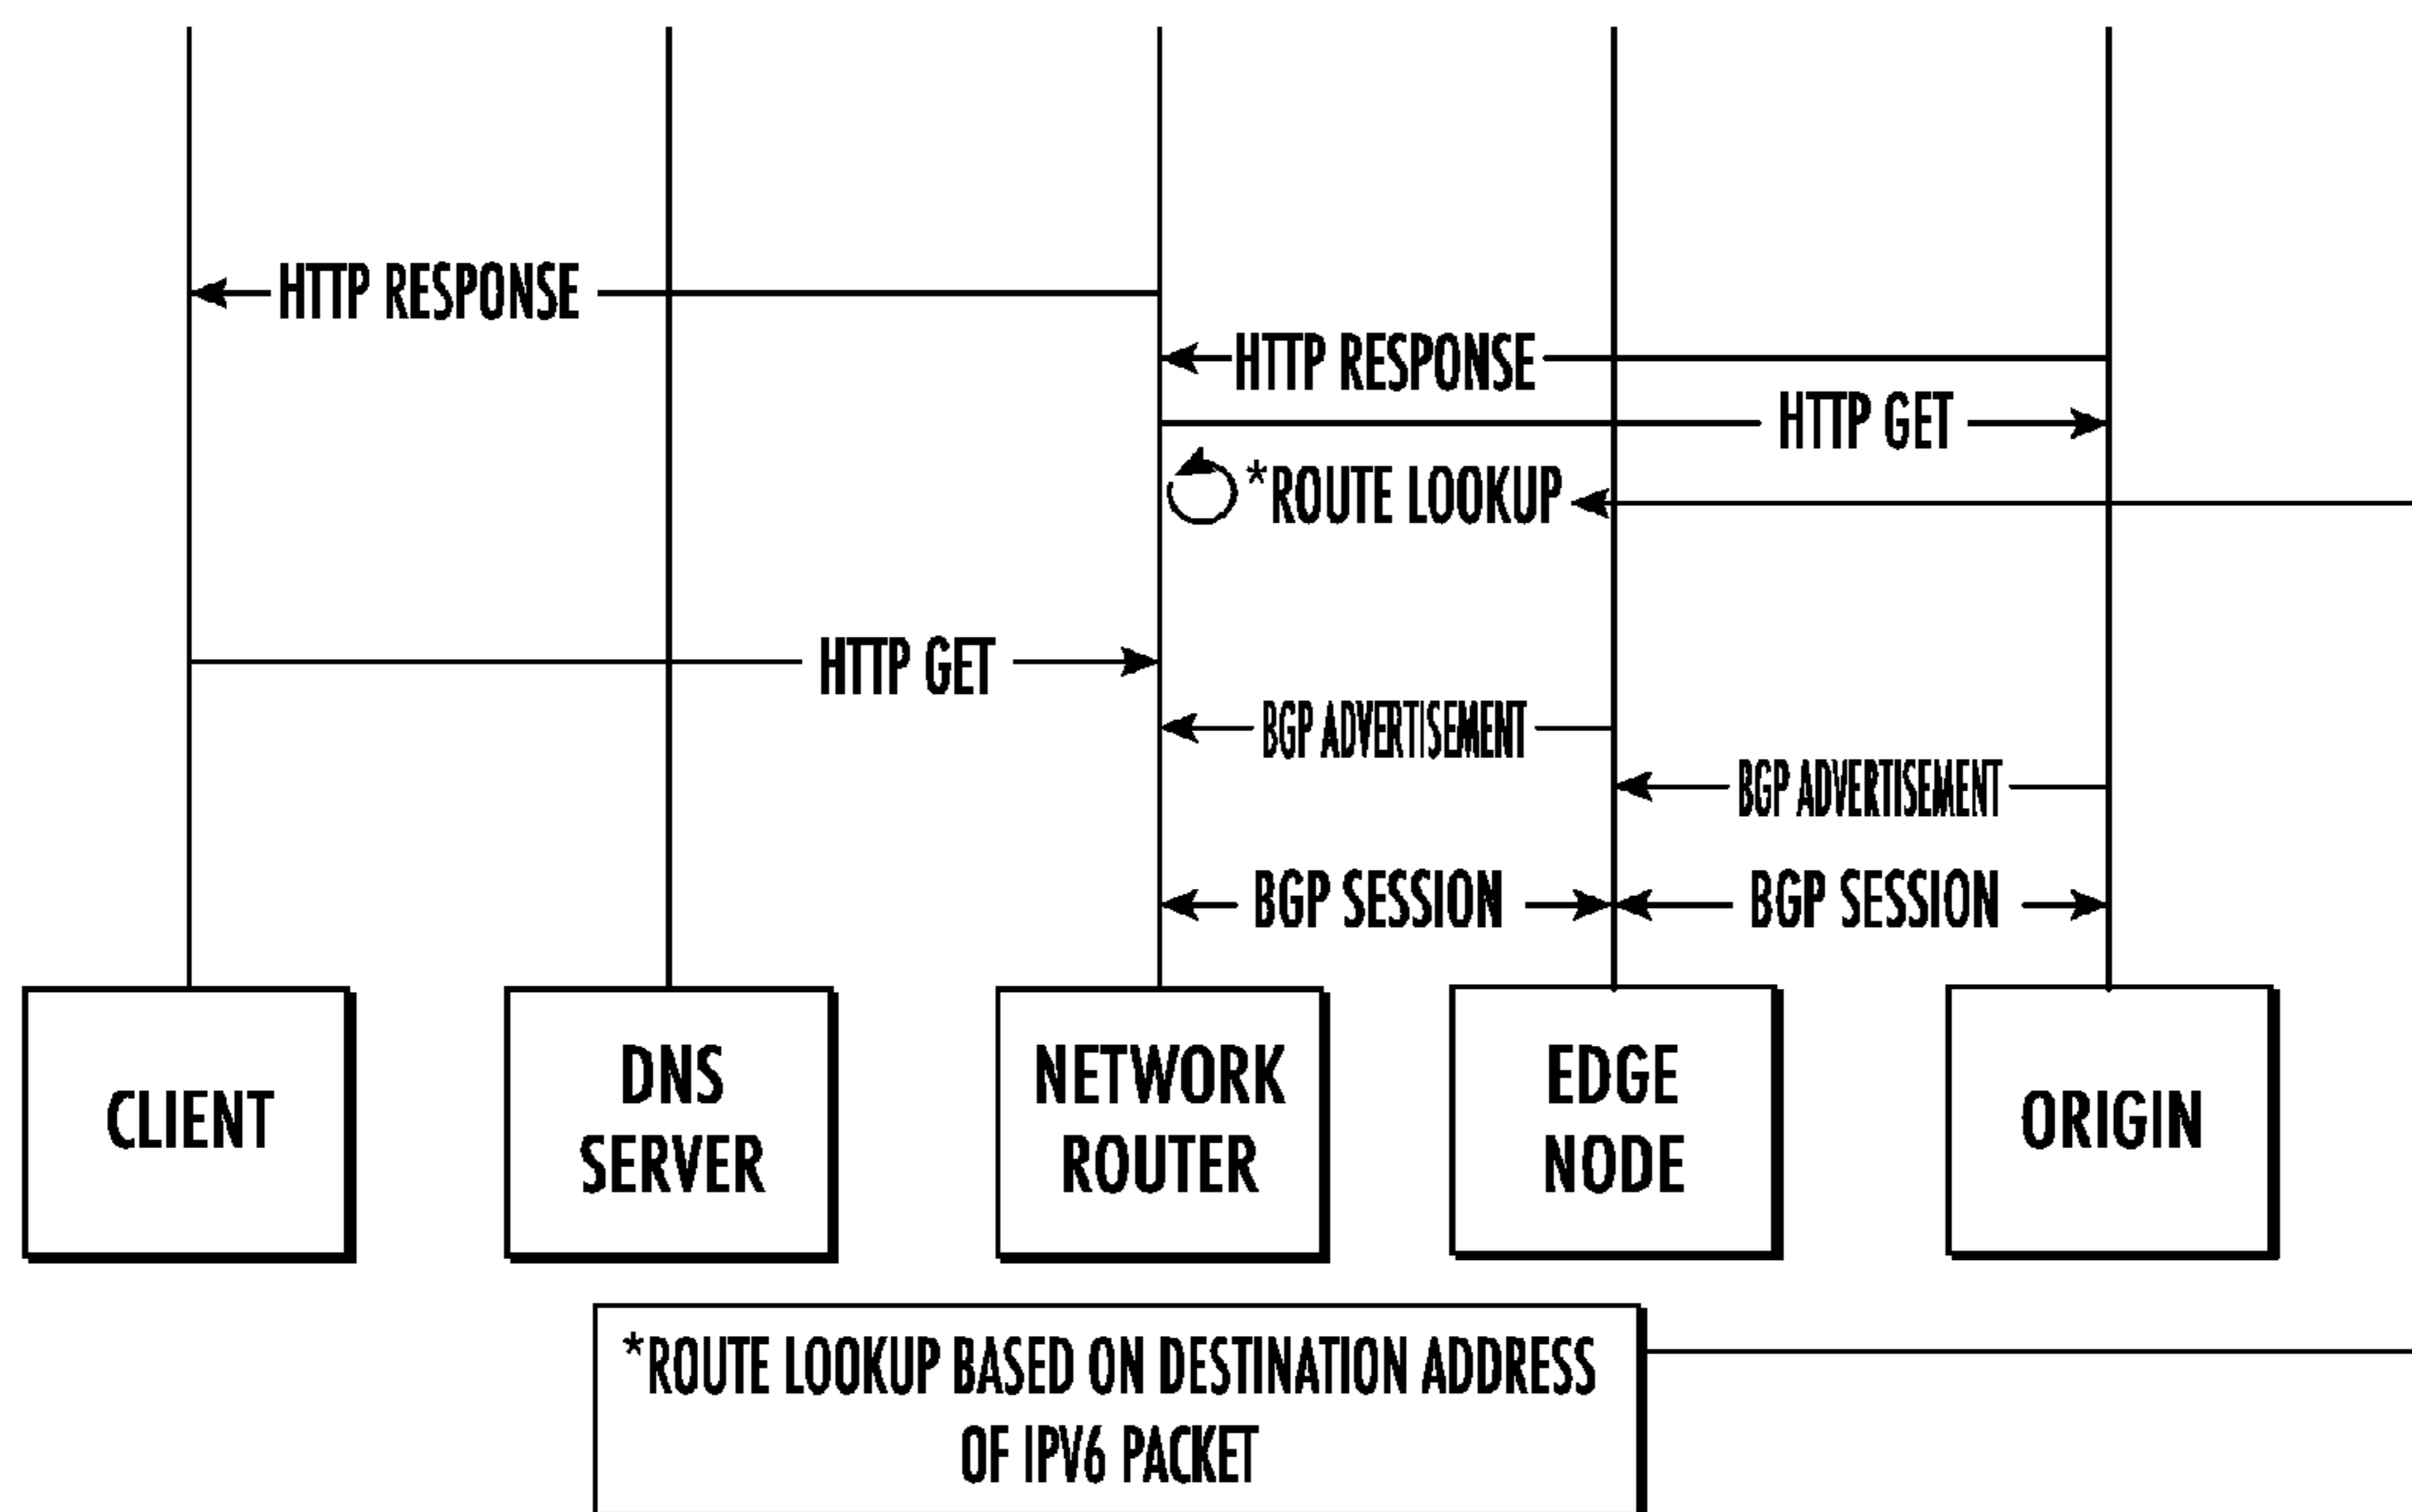 HTTP RESPONSE
HTTP RESPONSE
HTTP GET
*ROUTE LOOKUP
HTTP GET
BGP ADVERTISEMENT
BGP ADVERTISEMENT
BGP SESSION
BGP SESSION
CLIENT
DNS
SERVER
NETWORK
ROUTER
EDGE
NODE
ORIGIN
*ROUTE LOOKUP BASED ON DESTINATION ADDRESS
OF IPV6 PACKET